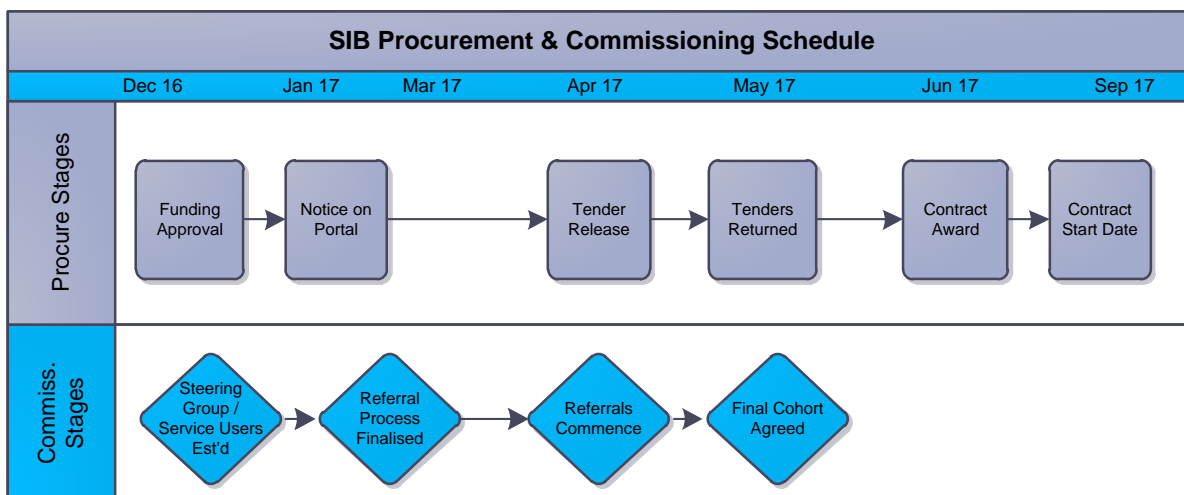 SIB Procurement & Commissioning Schedule
Dec 16 Jan 17 Mar 17 Apr 17 May 17 Jun 17 Sep 17
Procure Stages
Funding
Approval
Notice on
Portal
Tender
Release
Tenders
Returned
Contract
Award
Contract
Start Date
Commiss.
Stages
Steering
Group /
Service Users
Est'd
Referral
Process
Finalised
Referrals
Commence
Final Cohort
Agreed